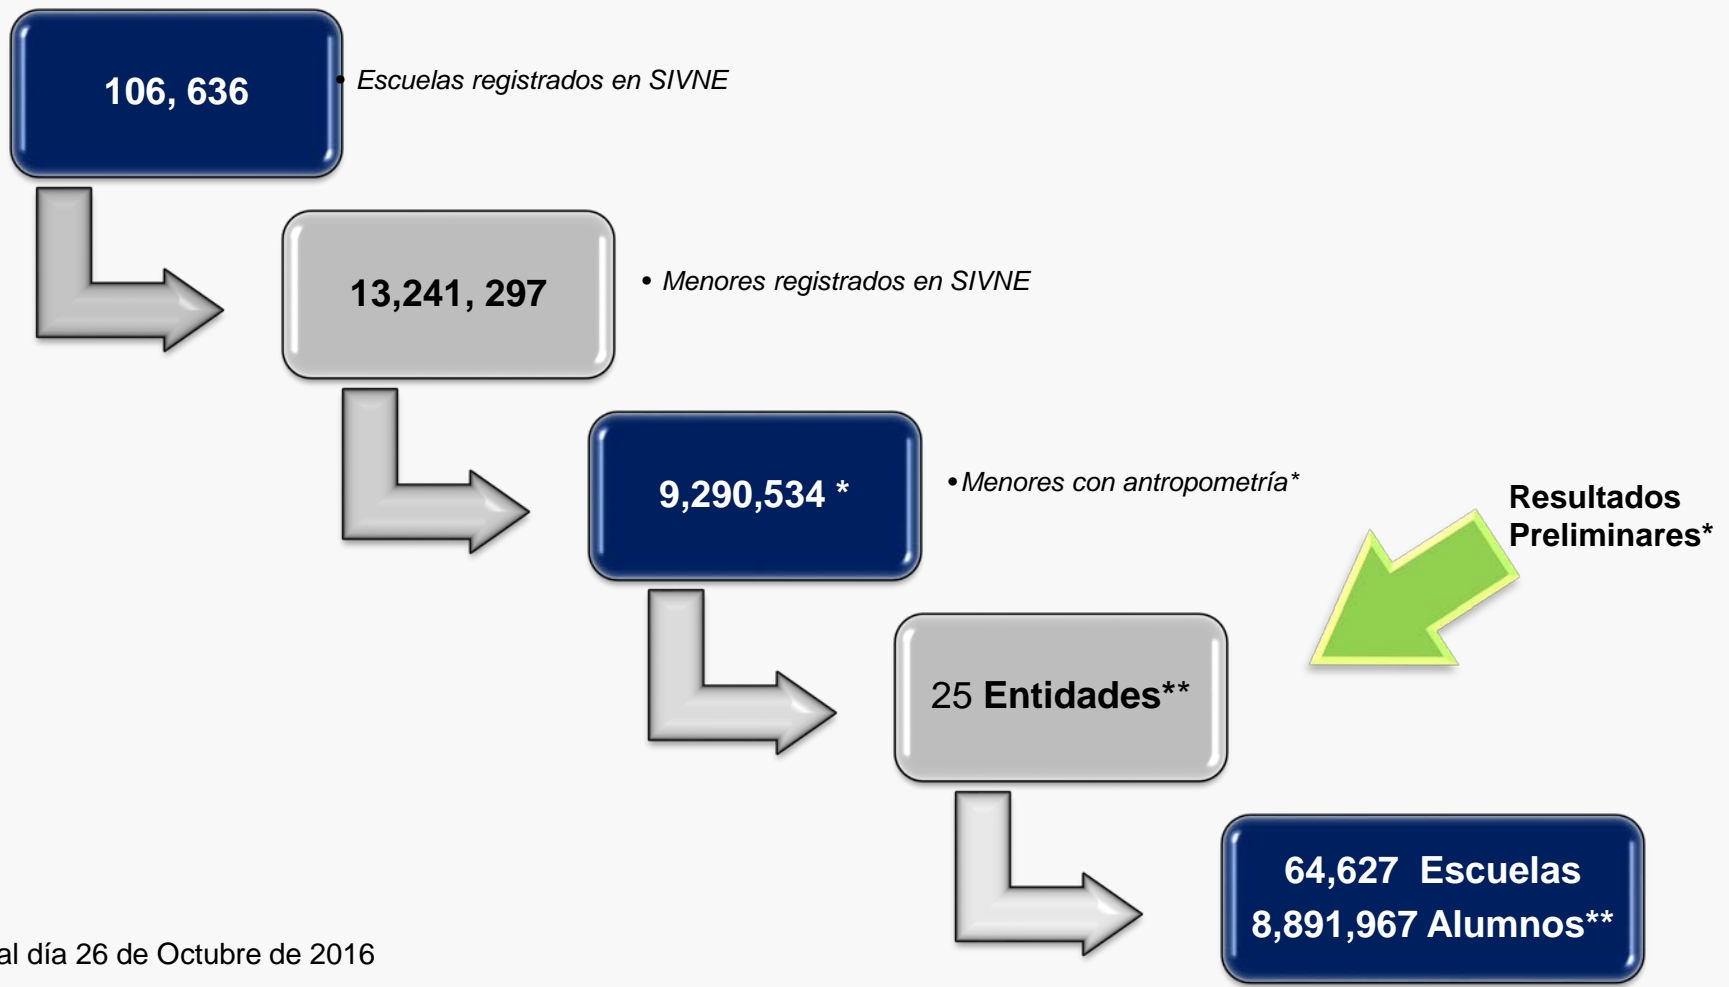 106, 636
• Escuelas registrados en SIVNE
13,241, 297
• Menores registrados en SIVNE
9,290,534 *
• Menores con antropometría*
Resultados
Preliminares*
25 Entidades**
64,627 Escuelas
8,891,967 Alumnos**
al día 26 de Octubre de 2016